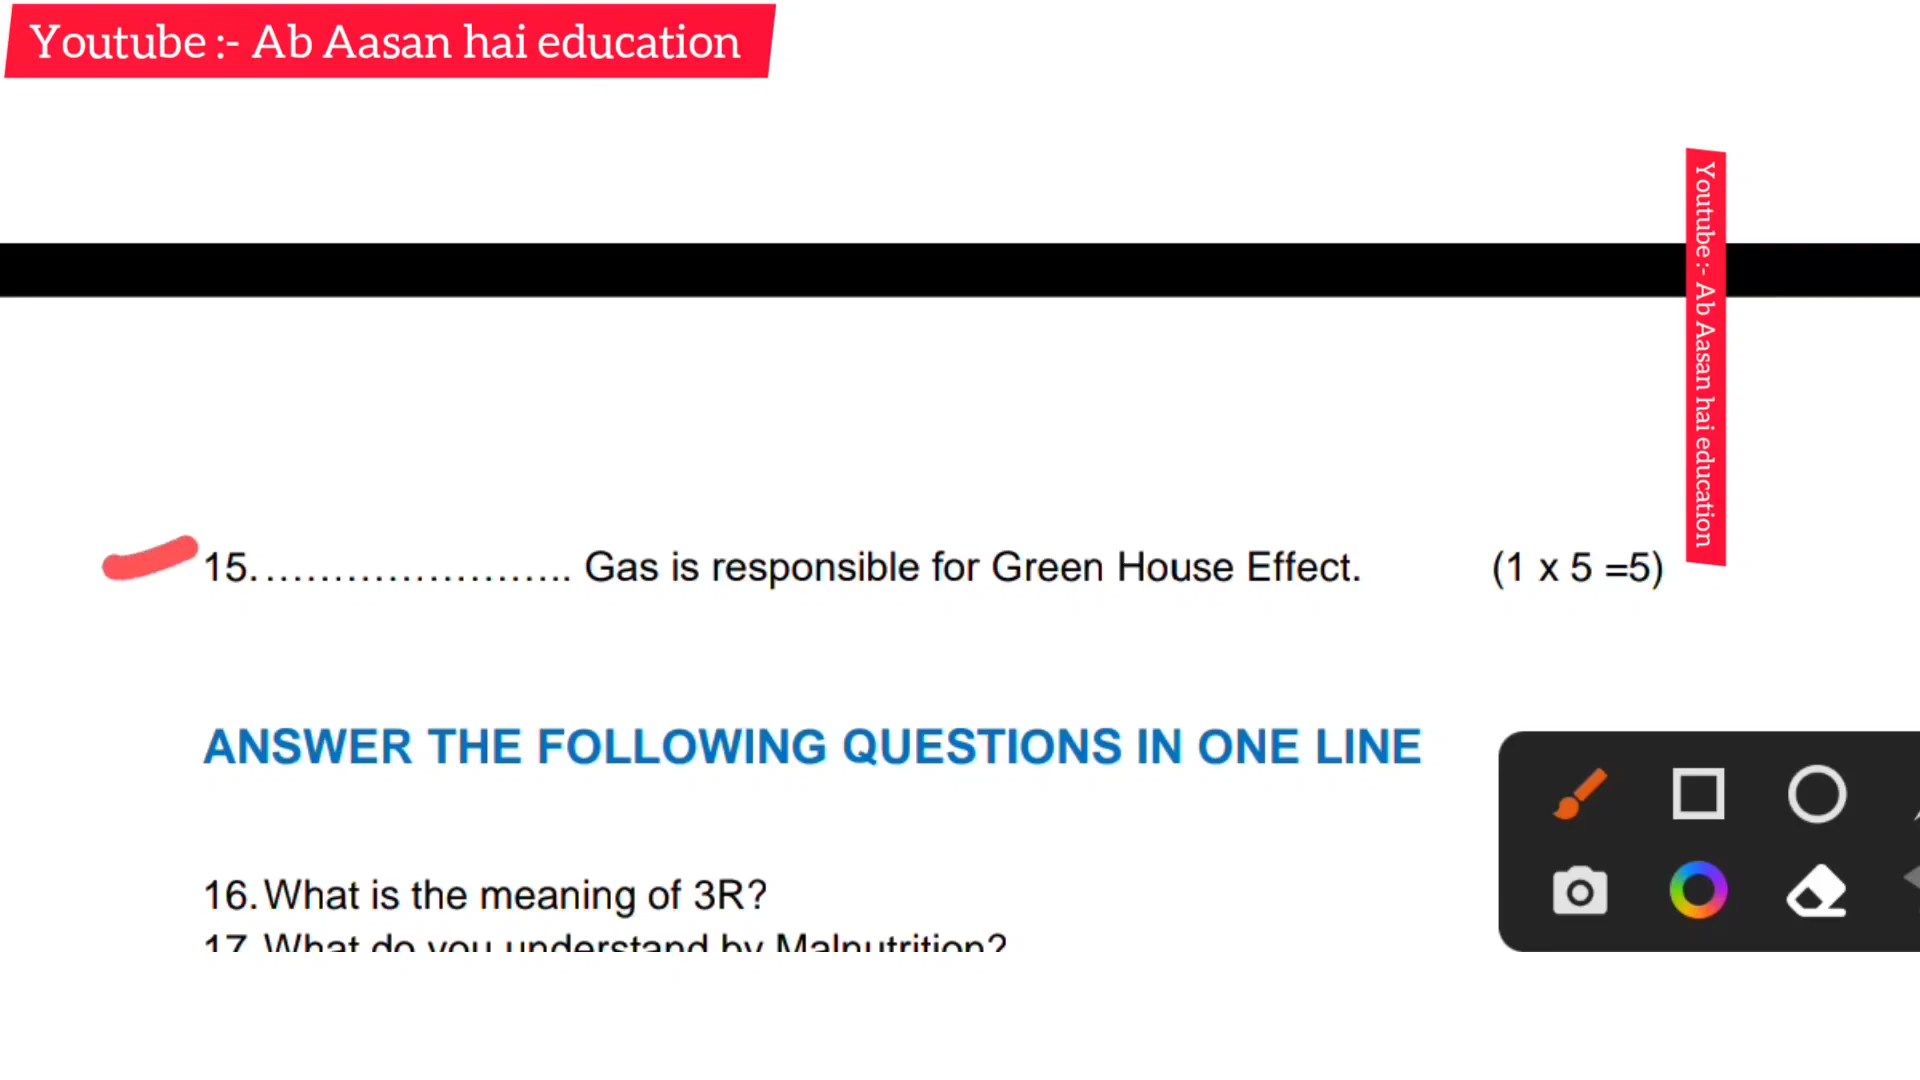 Youtube :- Ab Aasan hai education
Youtube :- Ab Aasan hai education
15....................... Gas is responsible for Green House Effect. (1 x 5 =5)
ANSWER THE FOLLOWING QUESTIONS IN ONE LINE
16. What is the meaning of 3R?
17. What do you understand by Malnutrition?